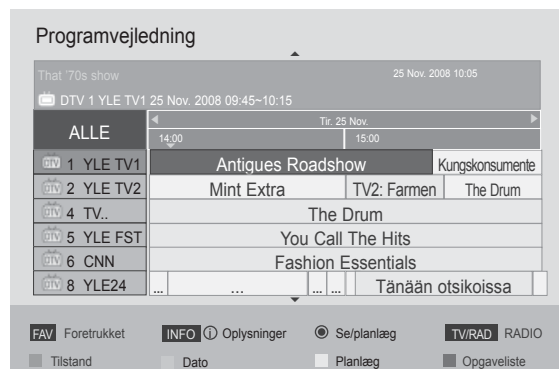 Programvejledning
That '70s show
25 Nov. 2008 10:05
DTV 1 YLE TV1 25 Nov. 2008 09:45~10:15
ALLE
Tir. 25 Nov.
14:00 15:00
DTV 1 YLE TV1 Antigues Roadshow Kungskonsumente
DTV 2 YLE TV2 Mint Extra TV2: Farmen The Drum
DTV 4 TV.. The Drum
DTV 5 YLE FST You Call The Hits
DTV 6 CNN Fashion Essentials
DTV 8 YLE24 ... ... ... ... Tänään otsikoissa
FAV Foretrukket INFO ⓘ Oplysninger Se/planlæg TV/RAD RADIO
Tilstand Dato Planlæg Opgaveliste